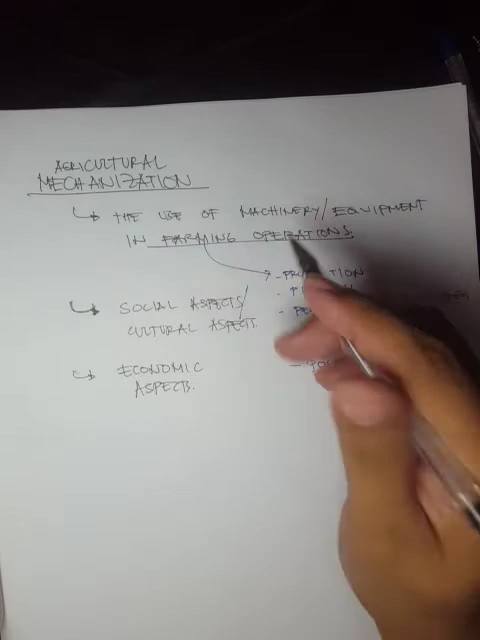 AGRICULTURAL
MECHANIZATION
THE USE OF MACHINERY/EQUIPMENT
IN FARMING OPERATIONS.
SOCIAL ASPECTS/
CULTURAL ASPECTS.
ECONOMIC
ASPECTS.